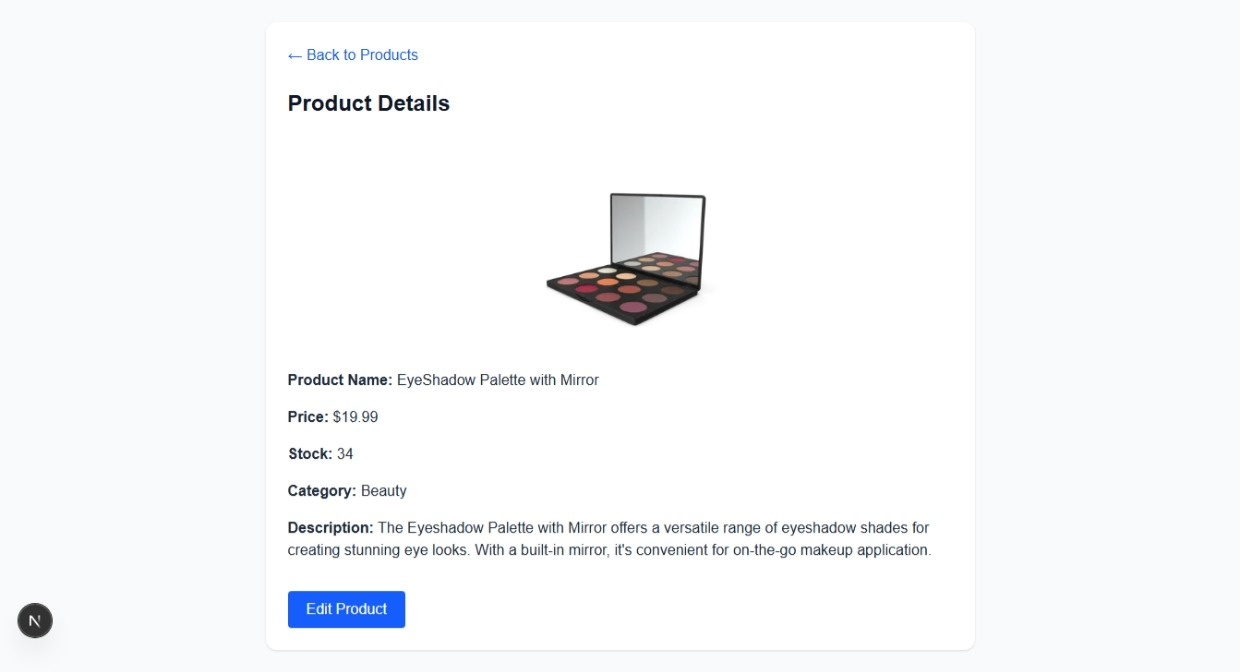 ← Back to Products
Product Details
Product Name: EyeShadow Palette with Mirror
Price: $19.99
Stock: 34
Category: Beauty
Description: The Eyeshadow Palette with Mirror offers a versatile range of eyeshadow shades for
creating stunning eye looks. With a built-in mirror, it's convenient for on-the-go makeup application.
Edit Product
N